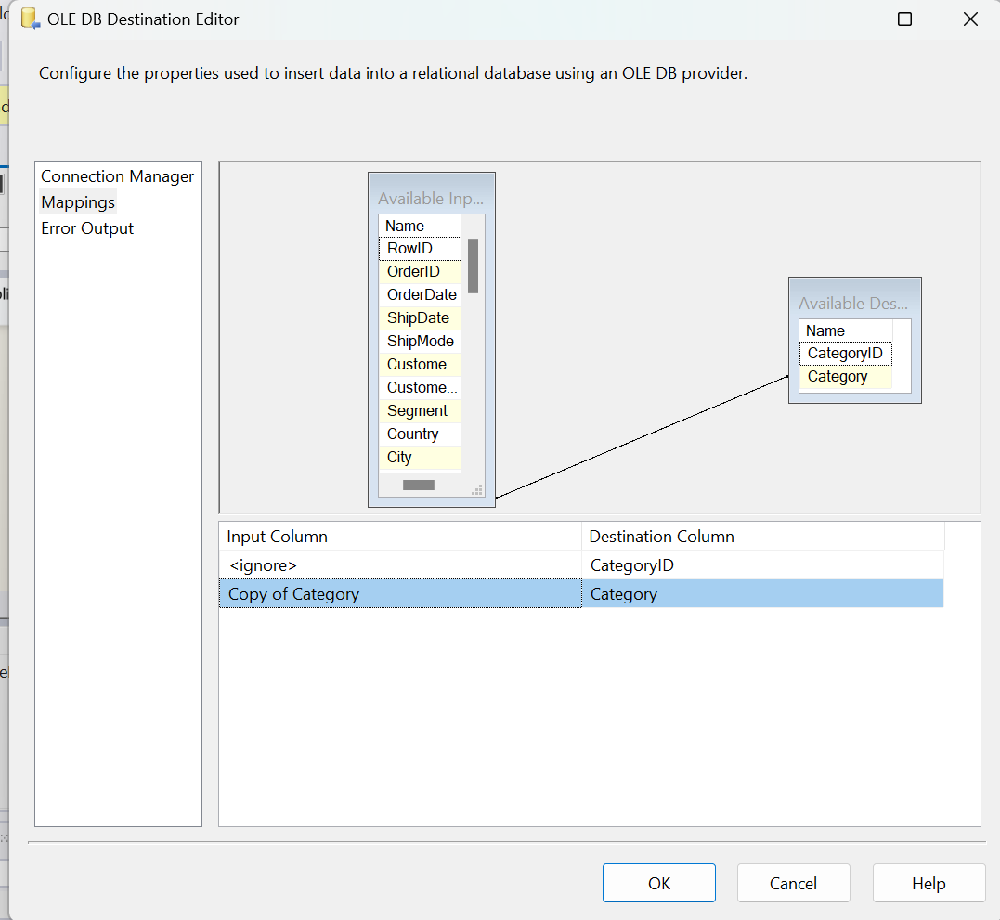 OLE DB Destination Editor
Configure the properties used to insert data into a relational database using an OLE DB provider.
Connection Manager
Mappings
Error Output
Available Inp...
Name
RowID
OrderID
OrderDate
ShipDate
ShipMode
Custome...
Custome...
Segment
Country
City
Available Des...
Name
CategoryID
Category
Input Column Destination Column
<ignore> CategoryID
Copy of Category Category
OK Cancel Help